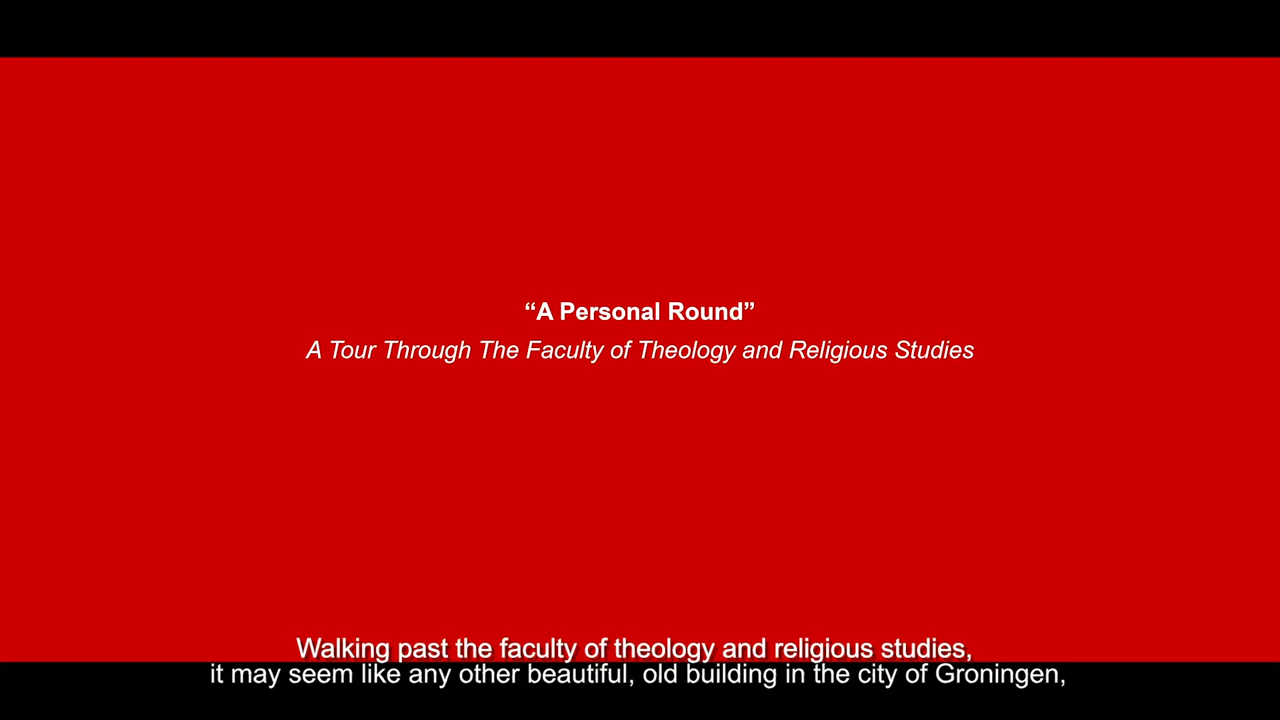 “A Personal Round”
A Tour Through The Faculty of Theology and Religious Studies
Walking past the faculty of theology and religious studies,
it may seem like any other beautiful, old building in the city of Groningen,